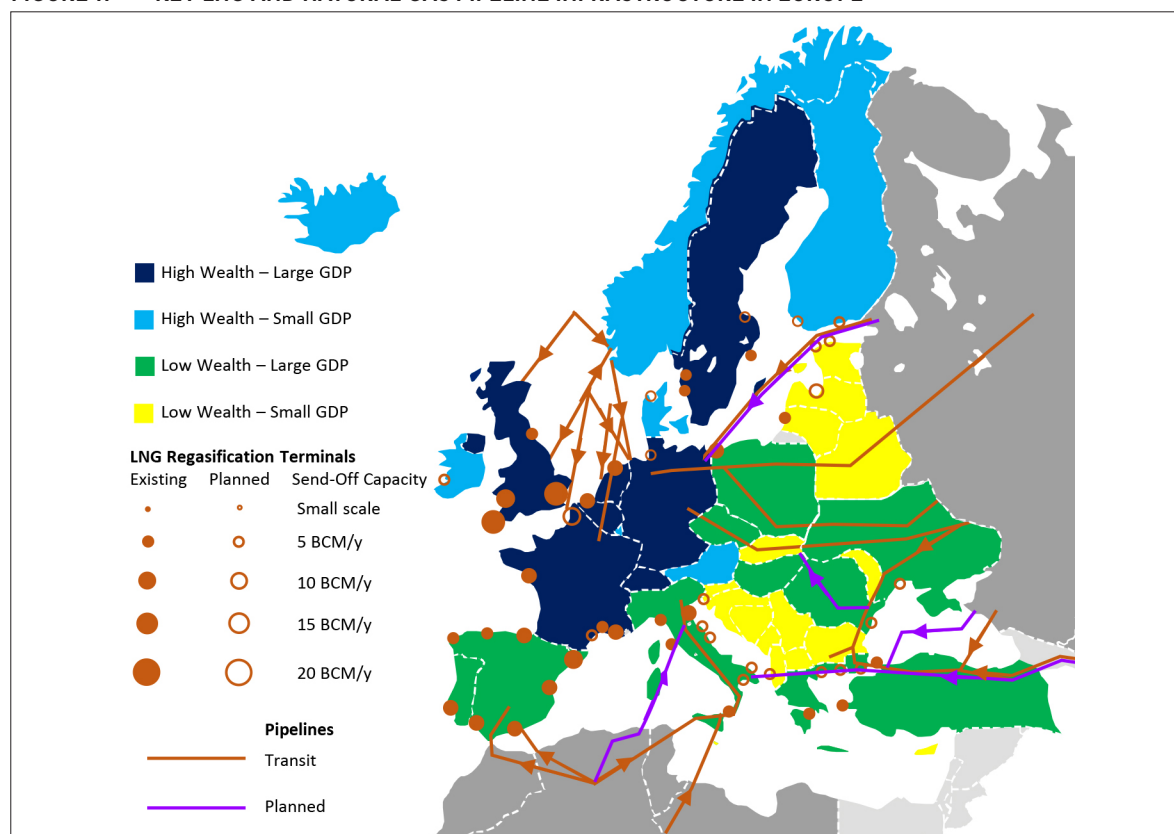 High Wealth – Large GDP
High Wealth – Small GDP
Low Wealth – Large GDP
Low Wealth – Small GDP
LNG Regasification Terminals
Existing Planned Send-Off Capacity
Small scale
5 BCM/y
10 BCM/y
15 BCM/y
20 BCM/y
Pipelines
Transit
Planned